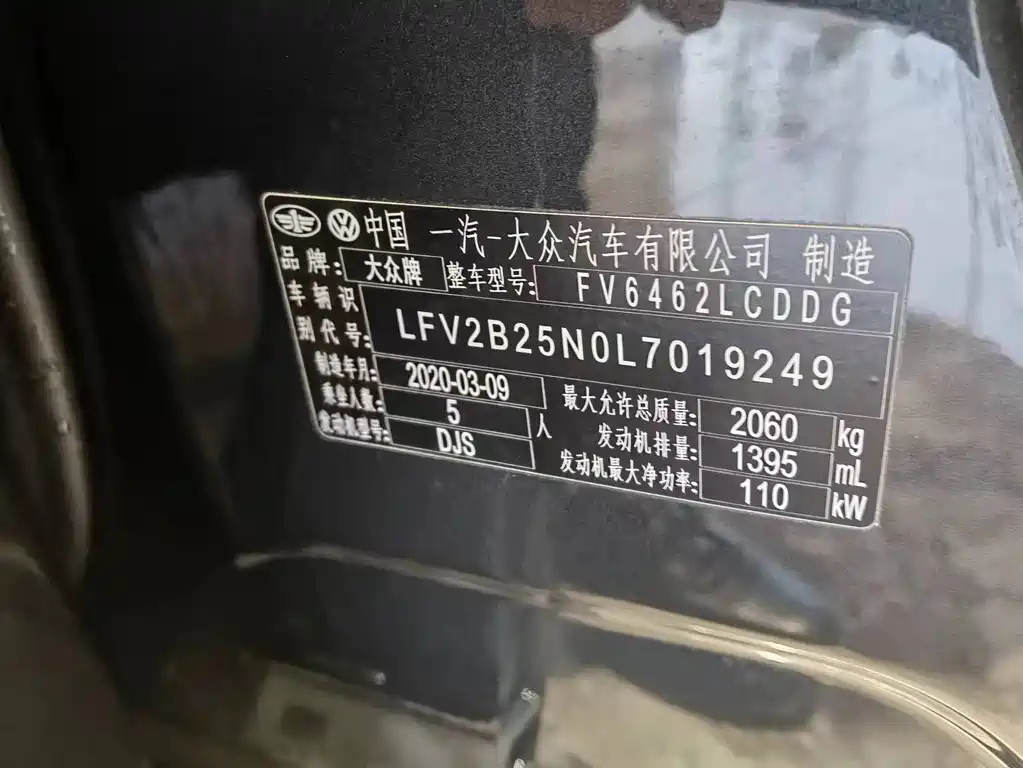 中国 一汽-大众汽车有限公司 制造
品牌: 大众牌 整车型号: FV6462LCDDG
车辆识别代号: LFV2B25N0L7019249
制造年月: 2020-03-09
乘坐人数: 5 人
发动机型号: DJS
最大允许总质量: 2060 kg
发动机排量: 1395 mL
发动机最大净功率: 110 kW